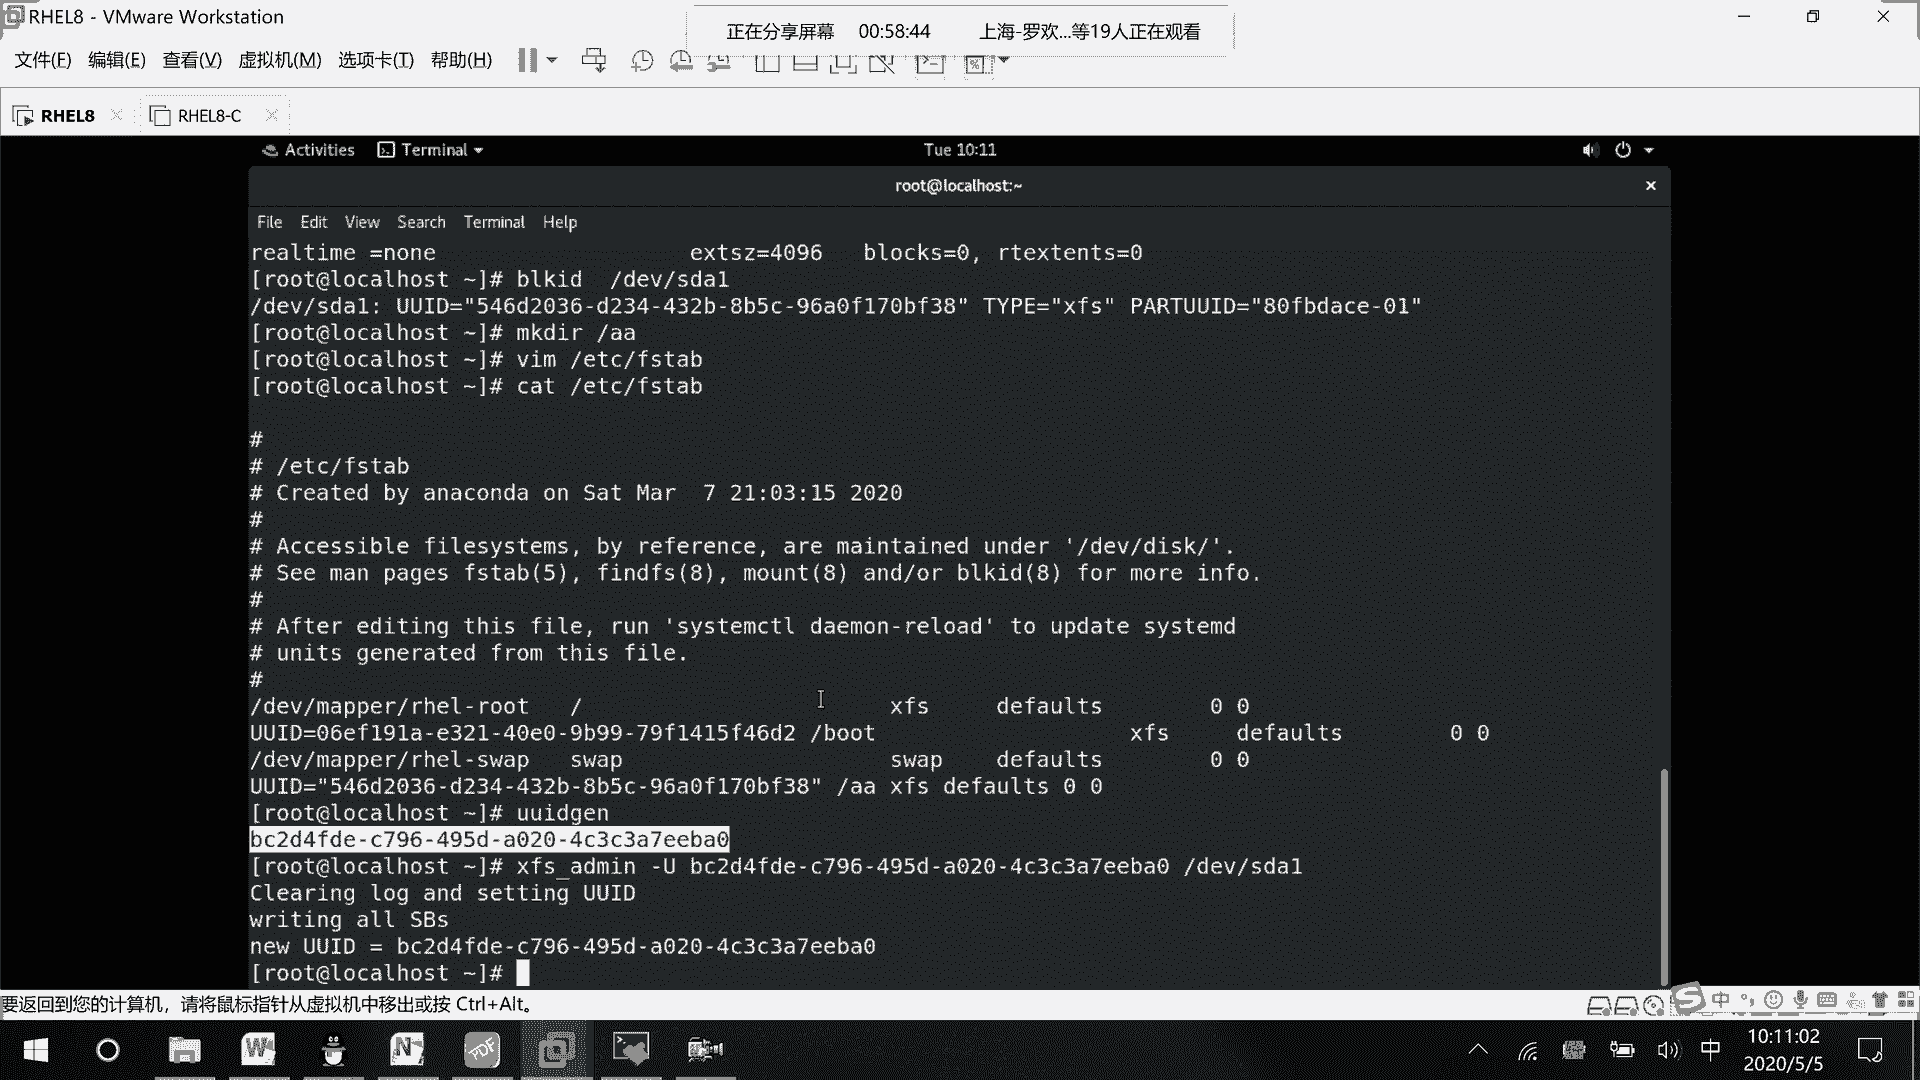 RHEL8 - VMware Workstation
正在分享屏幕 00:58:44 上海-罗欢...等19人正在观看
文件(F) 编辑(E) 查看(V) 虚拟机(M) 选项卡(T) 帮助(H)
RHEL8 RHEL8-C
Activities Terminal Tue 10:11
root@localhost:~
File Edit View Search Terminal Help
realtime =none extsz=4096 blocks=0, rtextents=0
[root@localhost ~]# blkid /dev/sda1
/dev/sda1: UUID="546d2036-d234-432b-8b5c-96a0f170bf38" TYPE="xfs" PARTUUID="80fbdace-01"
[root@localhost ~]# mkdir /aa
[root@localhost ~]# vim /etc/fstab
[root@localhost ~]# cat /etc/fstab
#
# /etc/fstab
# Created by anaconda on Sat Mar 7 21:03:15 2020
#
# Accessible filesystems, by reference, are maintained under '/dev/disk/'.
# See man pages fstab(5), findfs(8), mount(8) and/or blkid(8) for more info.
#
# After editing this file, run 'systemctl daemon-reload' to update systemd
# units generated from this file.
#
/dev/mapper/rhel-root / xfs defaults 0 0
UUID=06ef191a-e321-40e0-9b99-79f1415f46d2 /boot xfs defaults 0 0
/dev/mapper/rhel-swap swap swap defaults 0 0
UUID="546d2036-d234-432b-8b5c-96a0f170bf38" /aa xfs defaults 0 0
[root@localhost ~]# uuidgen
bc2d4fde-c796-495d-a020-4c3c3a7eeba0
[root@localhost ~]# xfs_admin -U bc2d4fde-c796-495d-a020-4c3c3a7eeba0 /dev/sda1
Clearing log and setting UUID
writing all SBs
new UUID = bc2d4fde-c796-495d-a020-4c3c3a7eeba0
[root@localhost ~]#
要返回到您的计算机，请将鼠标指针从虚拟机中移出或按 Ctrl+Alt。
中
中 10:11:02
2020/5/5